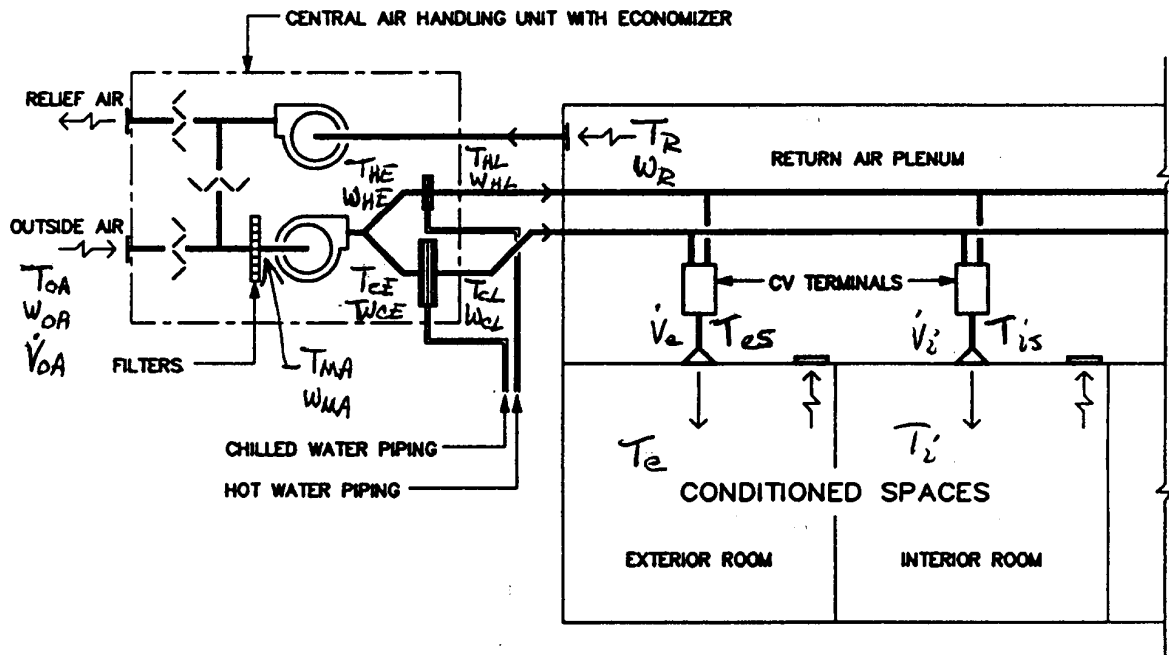 CENTRAL AIR HANDLING UNIT WITH ECONOMIZER
RELIEF AIR
T_R
W_R
RETURN AIR PLENUM
T_HE
W_HE
T_HL
W_HL
OUTSIDE AIR
T_OA
W_OA
V̇_OA
FILTERS
T_MA
W_MA
T_CE
TW_CE
T_CL
W_CL
CV TERMINALS
V̇_e
T_es
V̇_i
T_is
CHILLED WATER PIPING
HOT WATER PIPING
T_e
T_i
CONDITIONED SPACES
EXTERIOR ROOM
INTERIOR ROOM